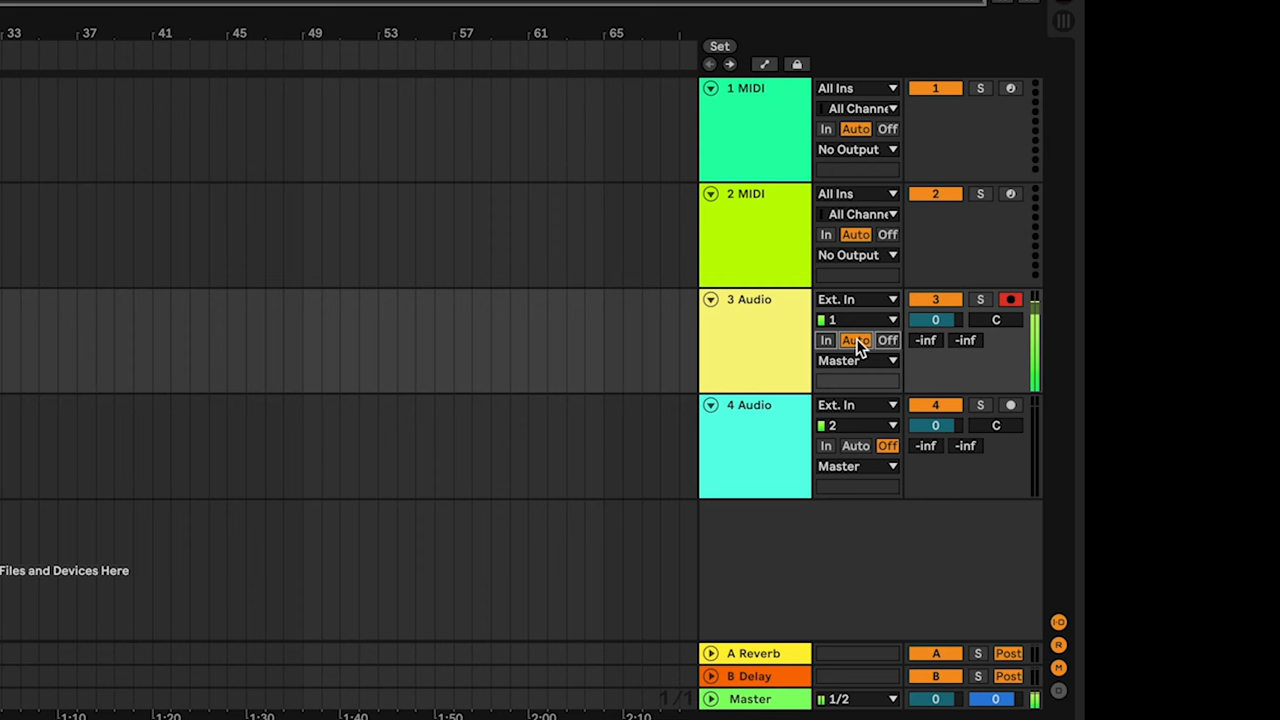 33 37 41 45 49 53 57 61 65
Set
1 MIDI All Ins 1 S
All Channe
In Auto Off
No Output
2 MIDI All Ins 2 S
All Channe
In Auto Off
No Output
3 Audio Ext. In 3 S
1 0 C
In Auto Off -inf -inf
Master
4 Audio Ext. In 4 S
2 0 C
In Auto Off -inf -inf
Master
Files and Devices Here
I·O
A Reverb A S Post R
B Delay B S Post M
1/1 Master 1/2 0 0 D
1:10 1:20 1:30 1:40 1:50 2:00 2:10